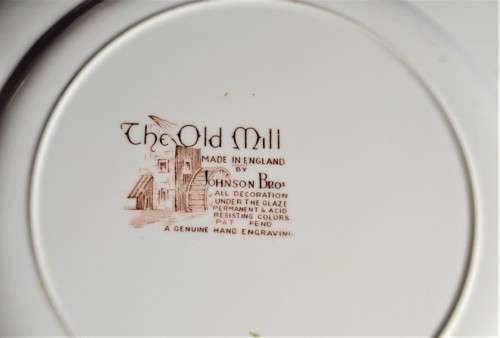 The Old Mill
MADE IN ENGLAND
BY
JOHNSON BROS
ALL DECORATION
UNDER THE GLAZE
PERMANENT & ACID
RESISTING COLORS
PAT PEND
A GENUINE HAND ENGRAVING